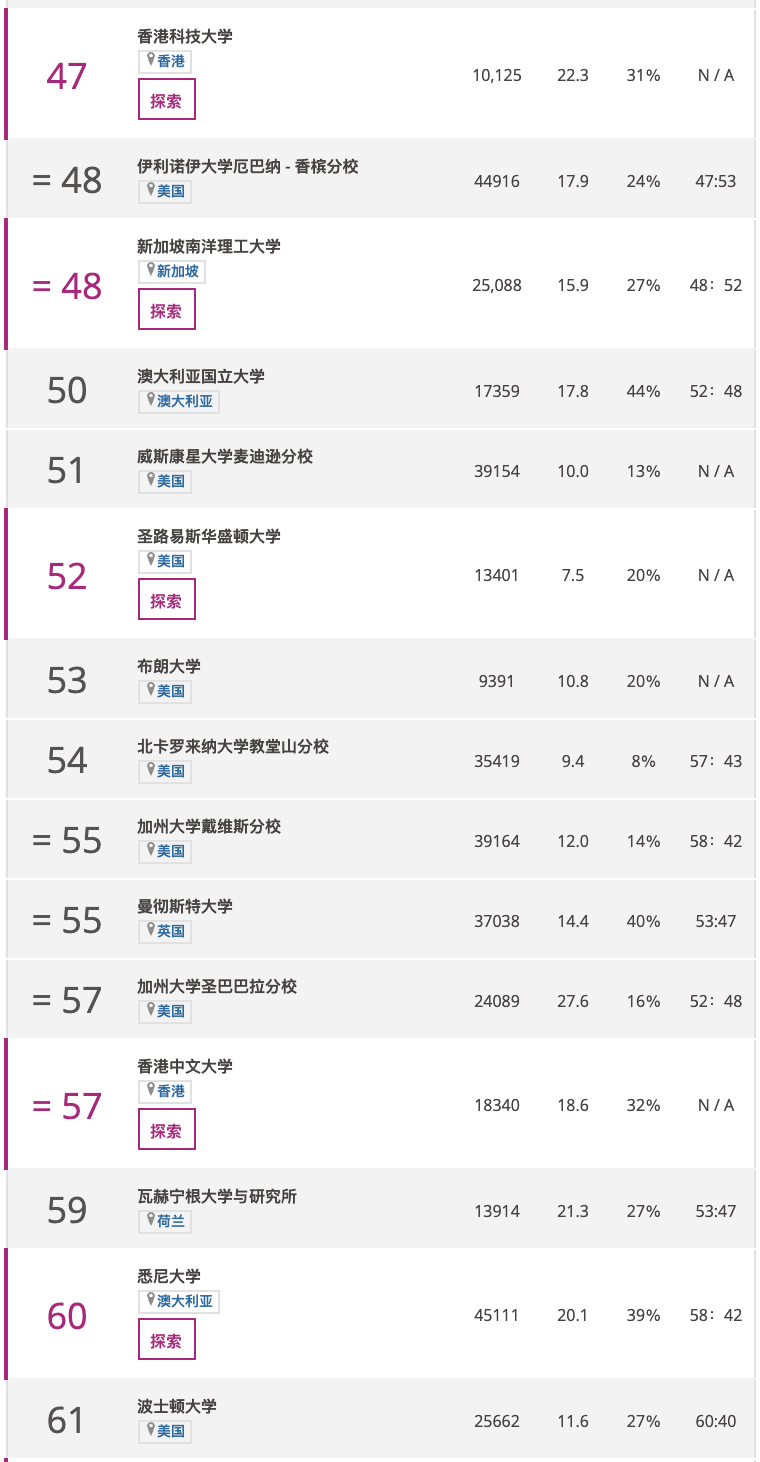 香港科技大学
47
香港
10,125 22.3 31% N / A
探索
伊利诺伊大学厄巴纳 - 香槟分校
= 48
44916 17.9 24% 47:53
美国
新加坡南洋理工大学
新加坡
= 48
25,088 15.9 27% 48：52
探索
澳大利亚国立大学
50
17359 17.8 44% 52：48
澳大利亚
威斯康星大学麦迪逊分校
51
39154 10.0 13% N / A
美国
圣路易斯华盛顿大学
美国
52
13401 7.5 20% N / A
探索
布朗大学
53
9391 10.8 20% N / A
美国
北卡罗来纳大学教堂山分校
54
35419 9.4 8% 57：43
美国
加州大学戴维斯分校
= 55
39164 12.0 14% 58：42
美国
曼彻斯特大学
= 55
37038 14.4 40% 53:47
英国
加州大学圣巴巴拉分校
= 57
24089 27.6 16% 52：48
美国
香港中文大学
香港
= 57
18340 18.6 32% N / A
探索
瓦赫宁根大学与研究所
59
13914 21.3 27% 53:47
荷兰
悉尼大学
澳大利亚
60
45111 20.1 39% 58：42
探索
波士顿大学
61
25662 11.6 27% 60:40
美国